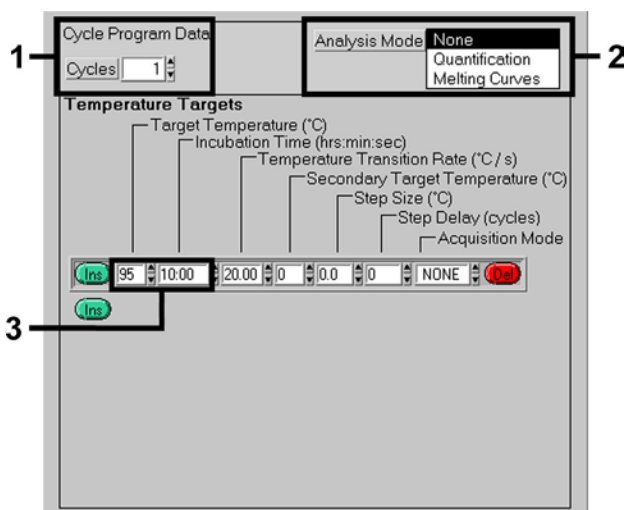 Cycle Program Data
Cycles 1
1
Analysis Mode None
Quantification
Melting Curves
2
Temperature Targets
Target Temperature (°C)
Incubation Time (hrs:min:sec)
Temperature Transition Rate (°C / s)
Secondary Target Temperature (°C)
Step Size (°C)
Step Delay (cycles)
Acquisition Mode
Ins 95 10:00 20.00 0 0.0 0 NONE Del
Ins
3